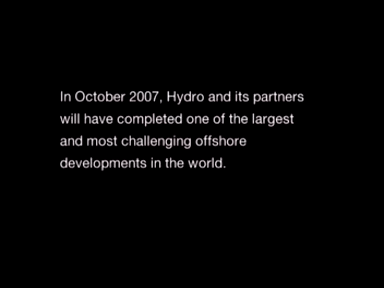 In October 2007, Hydro and its partners
will have completed one of the largest
and most challenging offshore
developments in the world.